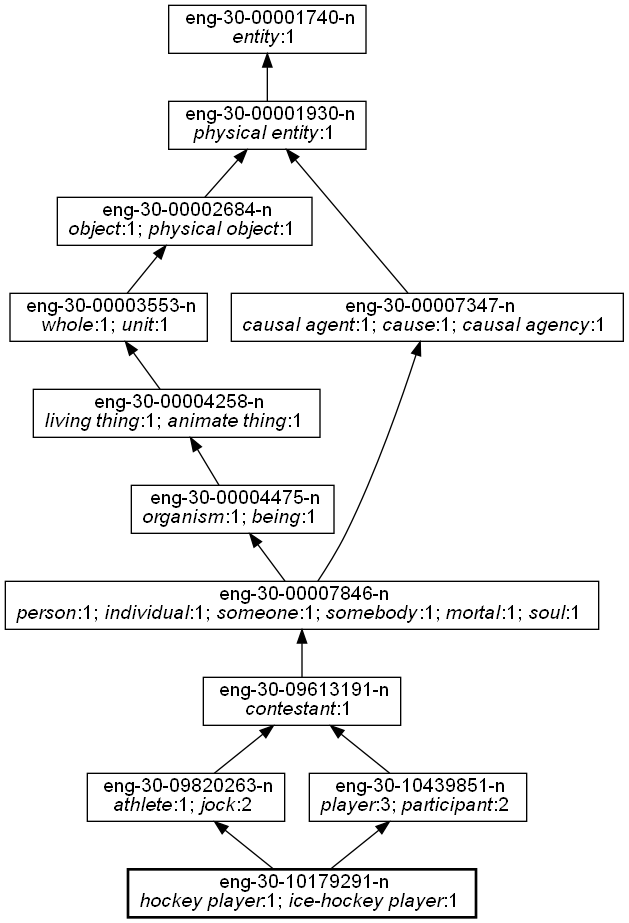 eng-30-00001740-n
entity:1
eng-30-00001930-n
physical entity:1
eng-30-00002684-n
object:1; physical object:1
eng-30-00003553-n
whole:1; unit:1
eng-30-00007347-n
causal agent:1; cause:1; causal agency:1
eng-30-00004258-n
living thing:1; animate thing:1
eng-30-00004475-n
organism:1; being:1
eng-30-00007846-n
person:1; individual:1; someone:1; somebody:1; mortal:1; soul:1
eng-30-09613191-n
contestant:1
eng-30-09820263-n
athlete:1; jock:2
eng-30-10439851-n
player:3; participant:2
eng-30-10179291-n
hockey player:1; ice-hockey player:1